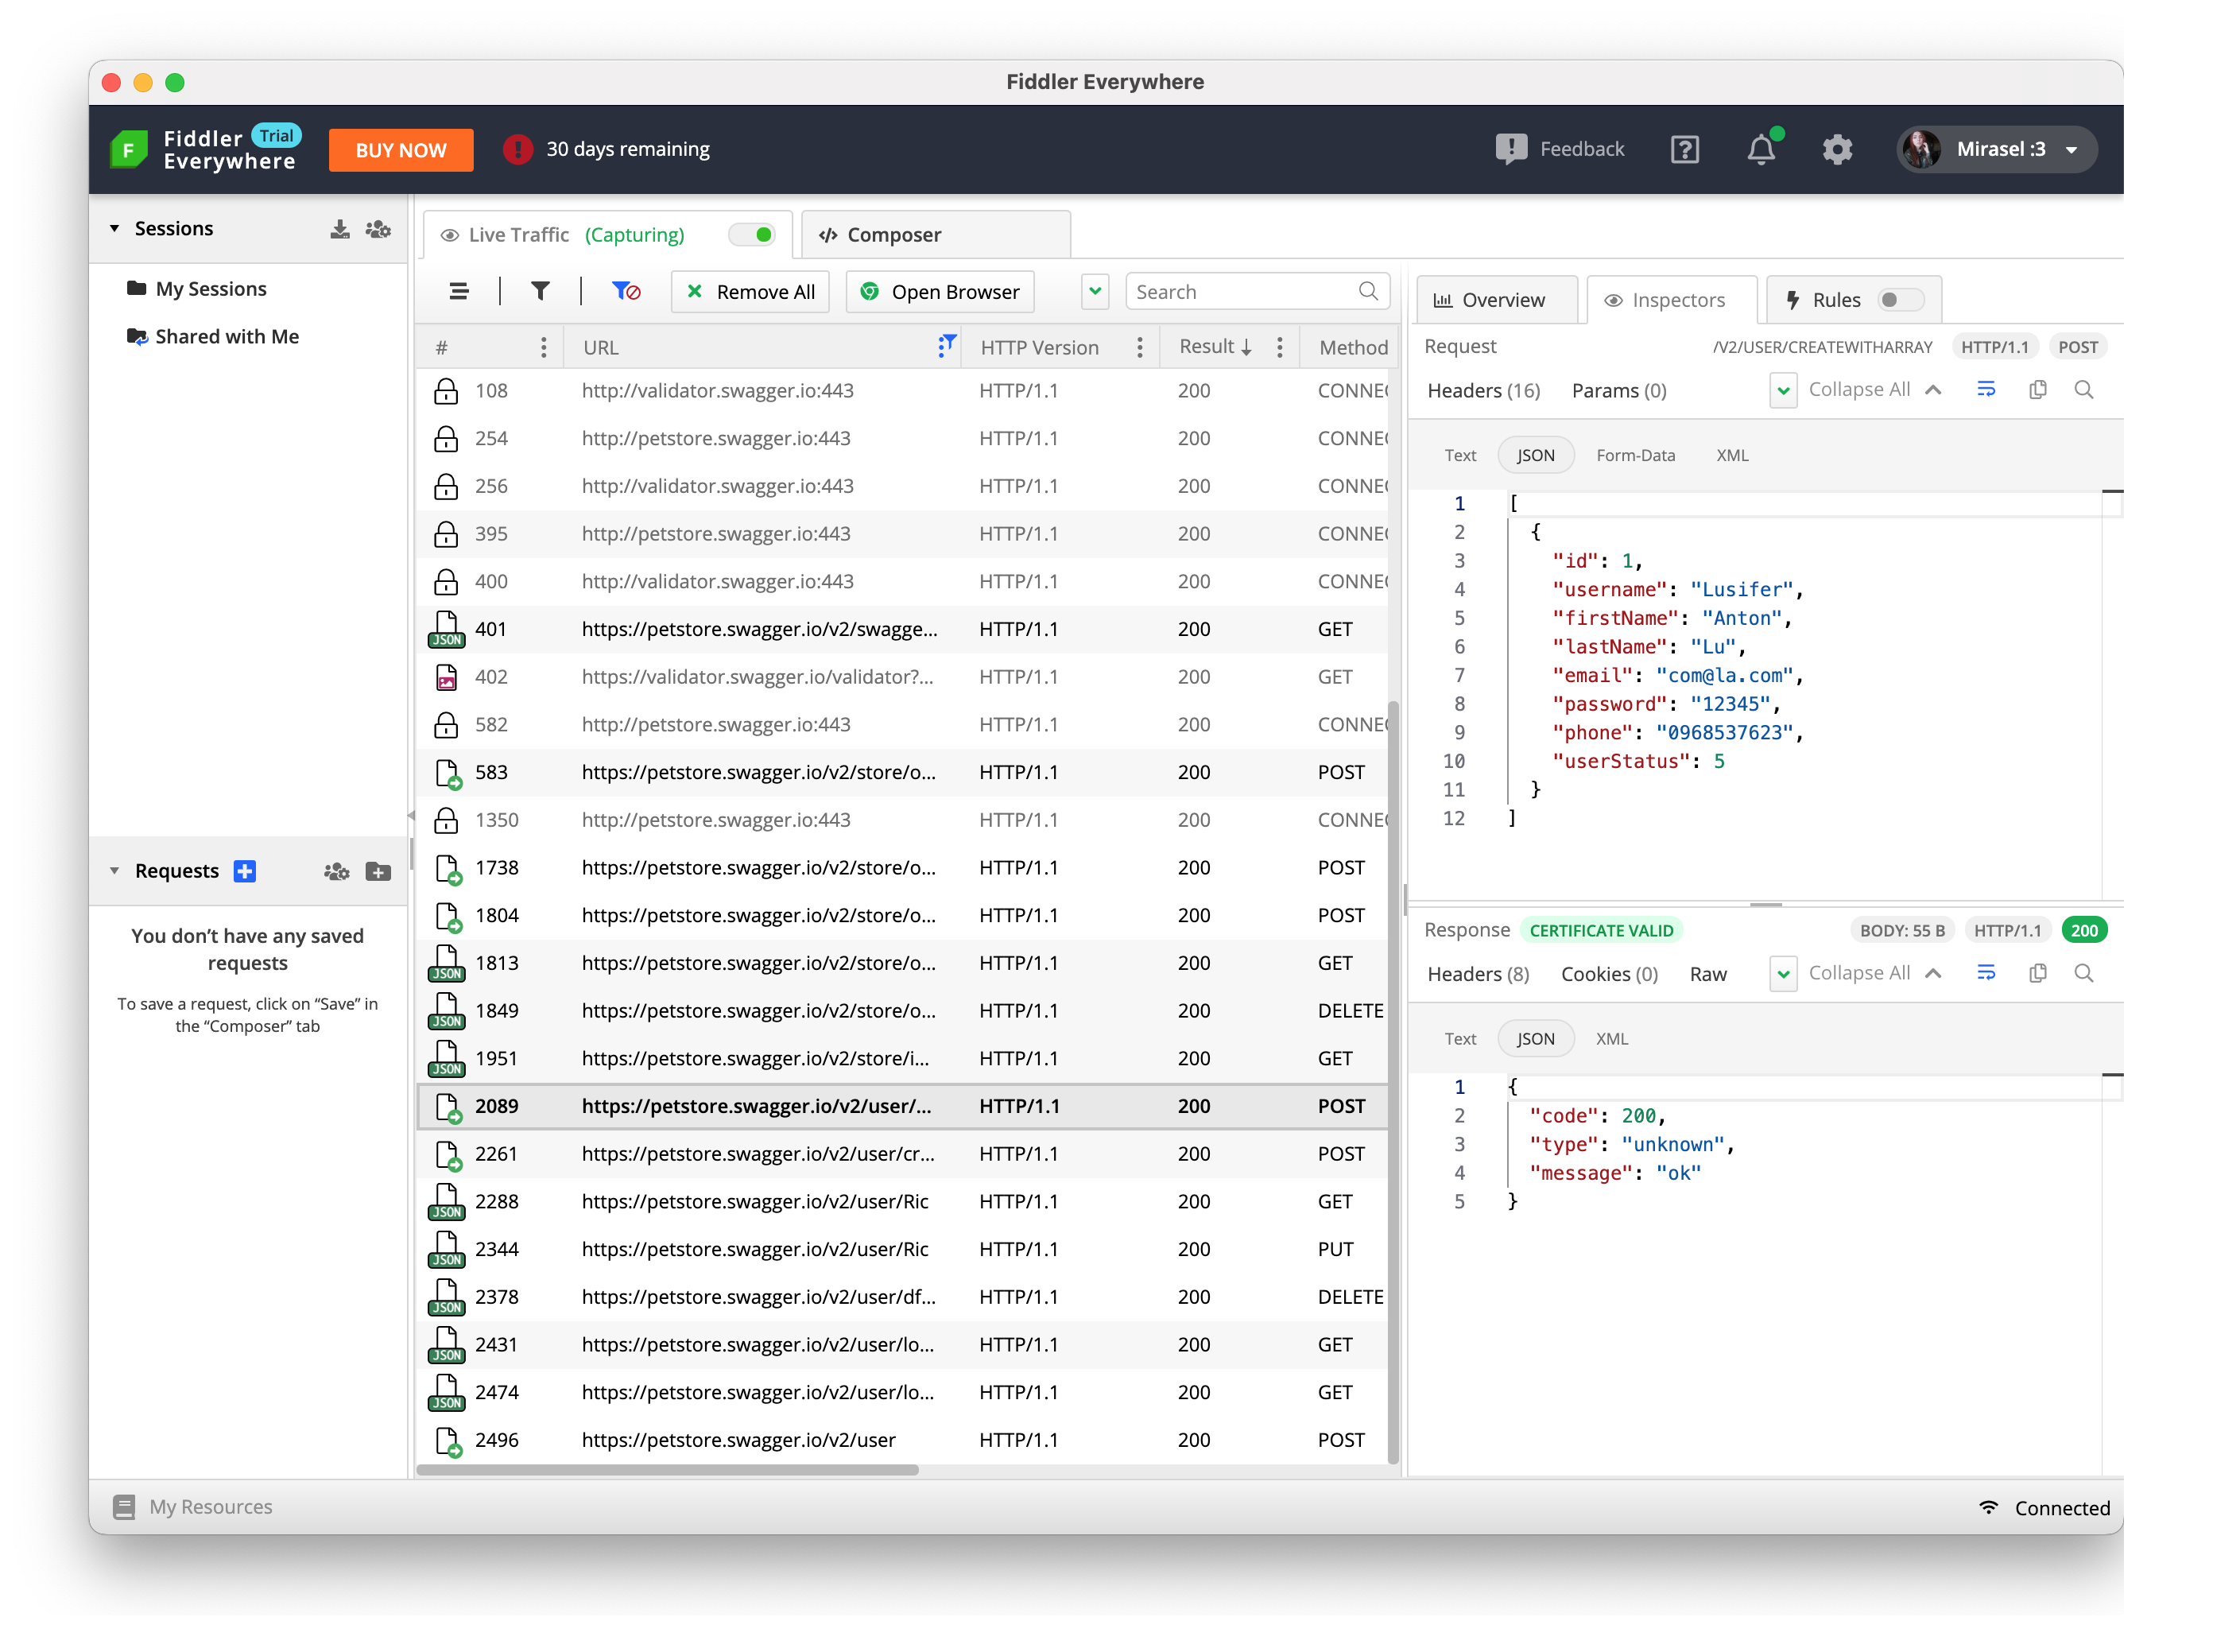 Fiddler Everywhere
Fiddler Trial
Everywhere
BUY NOW
30 days remaining
Feedback
Mirasel :3
Sessions
My Sessions
Shared with Me
Requests
You don’t have any saved
requests
To save a request, click on “Save” in
the “Composer” tab
Live Traffic (Capturing)
Composer
Remove All
Open Browser
Search
# URL HTTP Version Result Method
108 http://validator.swagger.io:443 HTTP/1.1 200 CONNEC
254 http://petstore.swagger.io:443 HTTP/1.1 200 CONNEC
256 http://validator.swagger.io:443 HTTP/1.1 200 CONNEC
395 http://petstore.swagger.io:443 HTTP/1.1 200 CONNEC
400 http://validator.swagger.io:443 HTTP/1.1 200 CONNEC
JSON 401 https://petstore.swagger.io/v2/swagge... HTTP/1.1 200 GET
402 https://validator.swagger.io/validator?... HTTP/1.1 200 GET
582 http://petstore.swagger.io:443 HTTP/1.1 200 CONNEC
583 https://petstore.swagger.io/v2/store/o... HTTP/1.1 200 POST
1350 http://petstore.swagger.io:443 HTTP/1.1 200 CONNEC
1738 https://petstore.swagger.io/v2/store/o... HTTP/1.1 200 POST
1804 https://petstore.swagger.io/v2/store/o... HTTP/1.1 200 POST
JSON 1813 https://petstore.swagger.io/v2/store/o... HTTP/1.1 200 GET
JSON 1849 https://petstore.swagger.io/v2/store/o... HTTP/1.1 200 DELETE
JSON 1951 https://petstore.swagger.io/v2/store/i... HTTP/1.1 200 GET
2089 https://petstore.swagger.io/v2/user/... HTTP/1.1 200 POST
2261 https://petstore.swagger.io/v2/user/cr... HTTP/1.1 200 POST
JSON 2288 https://petstore.swagger.io/v2/user/Ric HTTP/1.1 200 GET
JSON 2344 https://petstore.swagger.io/v2/user/Ric HTTP/1.1 200 PUT
JSON 2378 https://petstore.swagger.io/v2/user/df... HTTP/1.1 200 DELETE
JSON 2431 https://petstore.swagger.io/v2/user/lo... HTTP/1.1 200 GET
JSON 2474 https://petstore.swagger.io/v2/user/lo... HTTP/1.1 200 GET
2496 https://petstore.swagger.io/v2/user HTTP/1.1 200 POST
Overview
Inspectors
Rules
Request /V2/USER/CREATEWITHARRAY HTTP/1.1 POST
Headers (16) Params (0) Collapse All
Text JSON Form-Data XML
1 [
2 {
3 "id": 1,
4 "username": "Lusifer",
5 "firstName": "Anton",
6 "lastName": "Lu",
7 "email": "com@la.com",
8 "password": "12345",
9 "phone": "0968537623",
10 "userStatus": 5
11 }
12 ]
Response CERTIFICATE VALID BODY: 55 B HTTP/1.1 200
Headers (8) Cookies (0) Raw Collapse All
Text JSON XML
1 {
2 "code": 200,
3 "type": "unknown",
4 "message": "ok"
5 }
My Resources
Connected